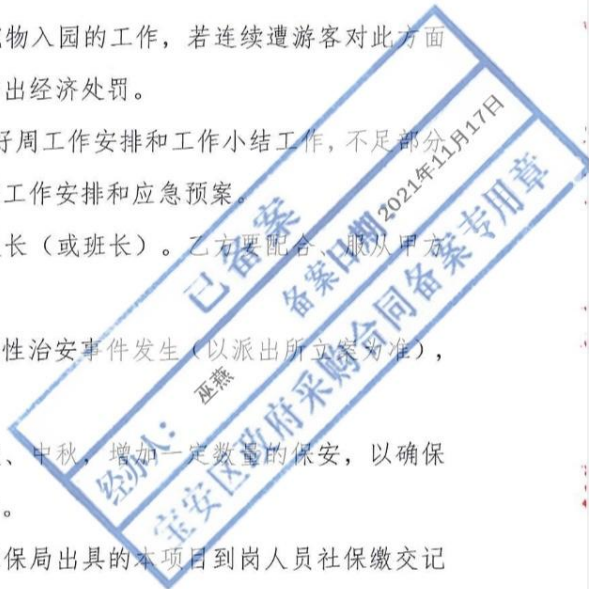 物入园的工作，若连续遭游客对此方面
出经济处罚。
好周工作安排和工作小结工作，不足部分
工作安排和应急预案。
长（或班长）。乙方要配合、服从甲方
性治安事件发生（以派出所立案为准），
、中秋，增加一定数量的保安，以确保
。
保局出具的本项目到岗人员社保缴交记
已备案
备案日期：2021年11月17日
经办人：巫燕
宝安区政府采购合同备案专用章